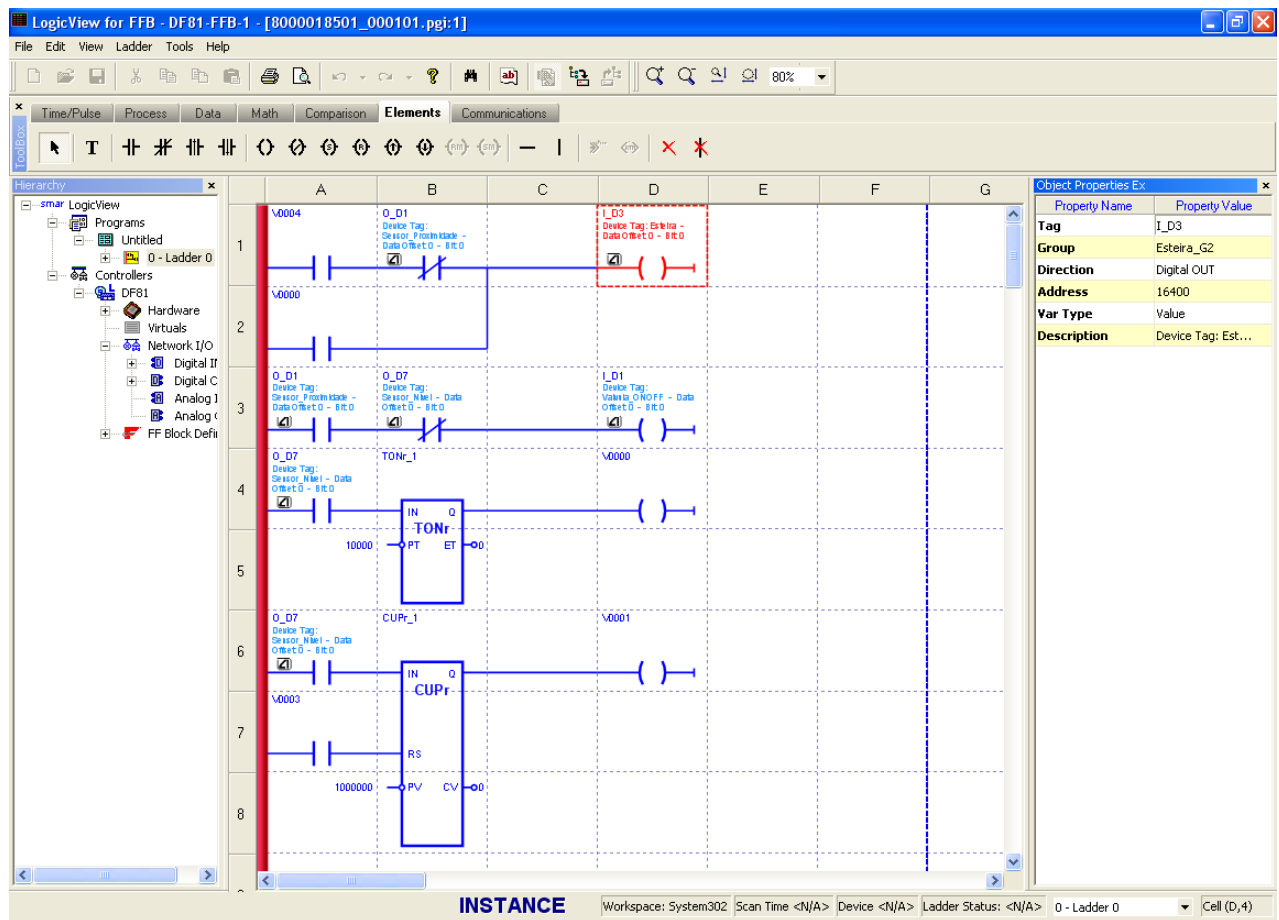 LogicView for FFB - DF81-FFB-1 - [8000018501_000101.pgi:1]
File Edit View Ladder Tools Help
80%
Time/Pulse Process Data Math Comparison Elements Communications
ToolBox
T
Hierarchy
Object Properties Ex
smar LogicView
Programs
Untitled
0 - Ladder 0
Controllers
DF81
Hardware
Virtuals
Network I/O
Digital I
Digital
Analog
Analog
FF Block Defi
A B C D E F G
1
V0004
O_D1
Device Tag:
Sensor_Proximidade -
Data Offset:0 - Bit:0
I_D3
Device Tag: Esteira -
Data Offset:0 - Bit:0
2
V0000
3
O_D1
Device Tag:
Sensor_Proximidade -
Data Offset:0 - Bit:0
O_D7
Device Tag:
Sensor_Nivel - Data
Offset:0 - Bit:0
I_D1
Device Tag:
Valvula_ONOFF - Data
Offset:0 - Bit:0
4
O_D7
Device Tag:
Sensor_Nivel - Data
Offset:0 - Bit:0
TONr_1
V0000
IN Q
TONr
10000 PT ET 0
5
6
O_D7
Device Tag:
Sensor_Nivel - Data
Offset:0 - Bit:0
CUPr_1
V0001
IN Q
CUPr
7
V0003
RS
1000000 PV CV 0
8
Property Name Property Value
Tag I_D3
Group Esteira_G2
Direction Digital OUT
Address 16400
Var Type Value
Description Device Tag: Est...
INSTANCE Workspace: System302 Scan Time <N/A> Device <N/A> Ladder Status: <N/A> 0 - Ladder 0 Cell (D,4)